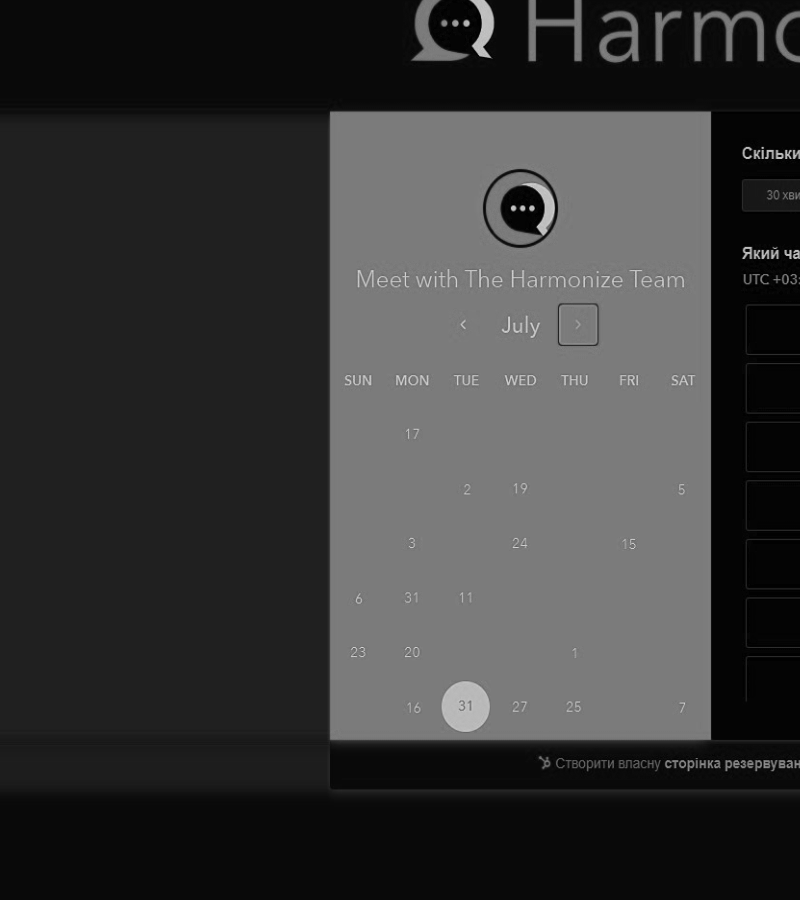 Harmo
Meet with The Harmonize Team
July
SUN MON TUE WED THU FRI SAT
17
2 19 5
3 24 15
6 31 11
23 20 1
16 31 27 25 7
Скільки
30 хви
Який ча
UTC +03:
Створити власну сторінка резервуван